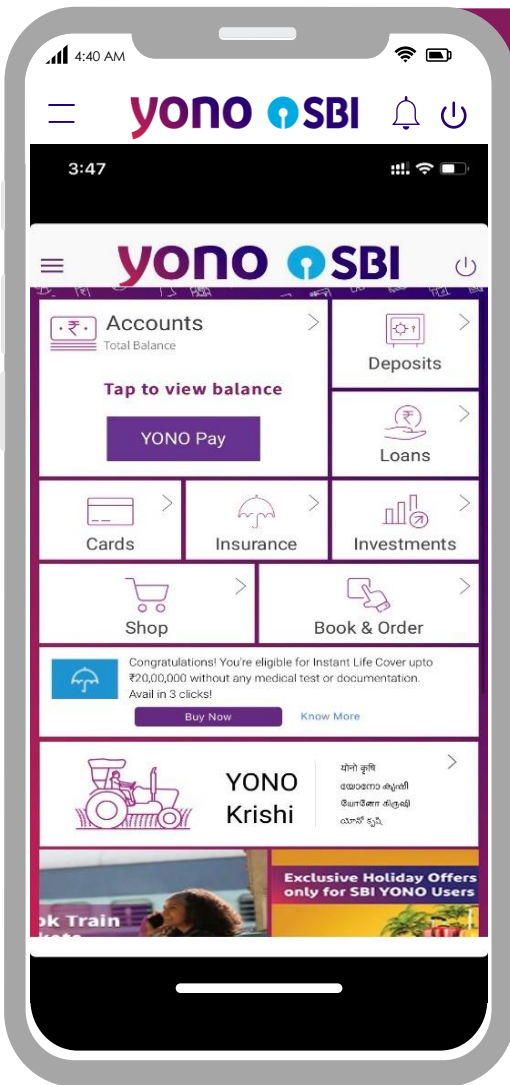 4:40 AM
yono SBI
3:47
yono SBI
Accounts
Total Balance
Tap to view balance
YONO Pay
Deposits
Loans
Cards
Insurance
Investments
Shop
Book & Order
Congratulations! You're eligible for Instant Life Cover upto
₹20,00,000 without any medical test or documentation.
Avail in 3 clicks!
Buy Now
Know More
YONO
Krishi
योनो कृषि
യോനോ കൃഷി
யோனோ கிருஷி
యోనో కృషి
ok Train
Exclusive Holiday Offers
only for SBI YONO Users